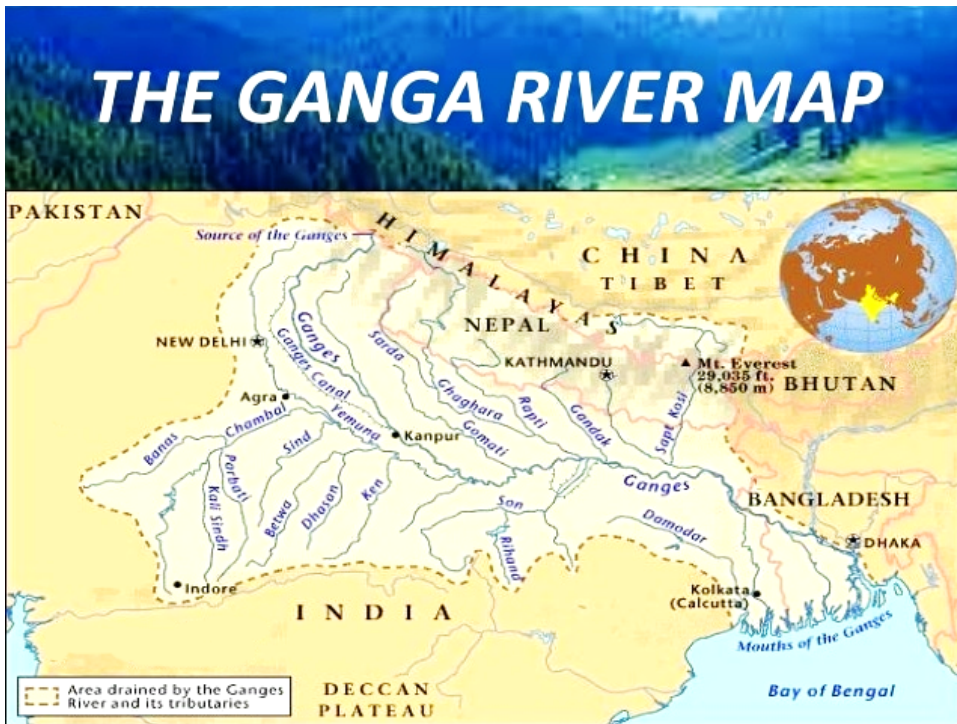 THE GANGA RIVER MAP
PAKISTAN
Source of the Ganges
HIMALAYAS
CHINA
TIBET
NEW DELHI
Ganges
Ganges Canal
Sarda
NEPAL
KATHMANDU
Mt. Everest
29,035 ft.
(8,850 m)
BHUTAN
Agra
Ghaghara
Rapti
Gandak
Sapt Kosi
Banas
Chambal
Sind
Yemuna
Kanpur
Gomati
Parbati
Kali Sindh
Betwa
Dhasan
Ken
Son
Rihand
Ganges
Damodar
BANGLADESH
DHAKA
Indore
INDIA
Kolkata
(Calcutta)
Mouths of the Ganges
Area drained by the Ganges
River and its tributaries
DECCAN
PLATEAU
Bay of Bengal